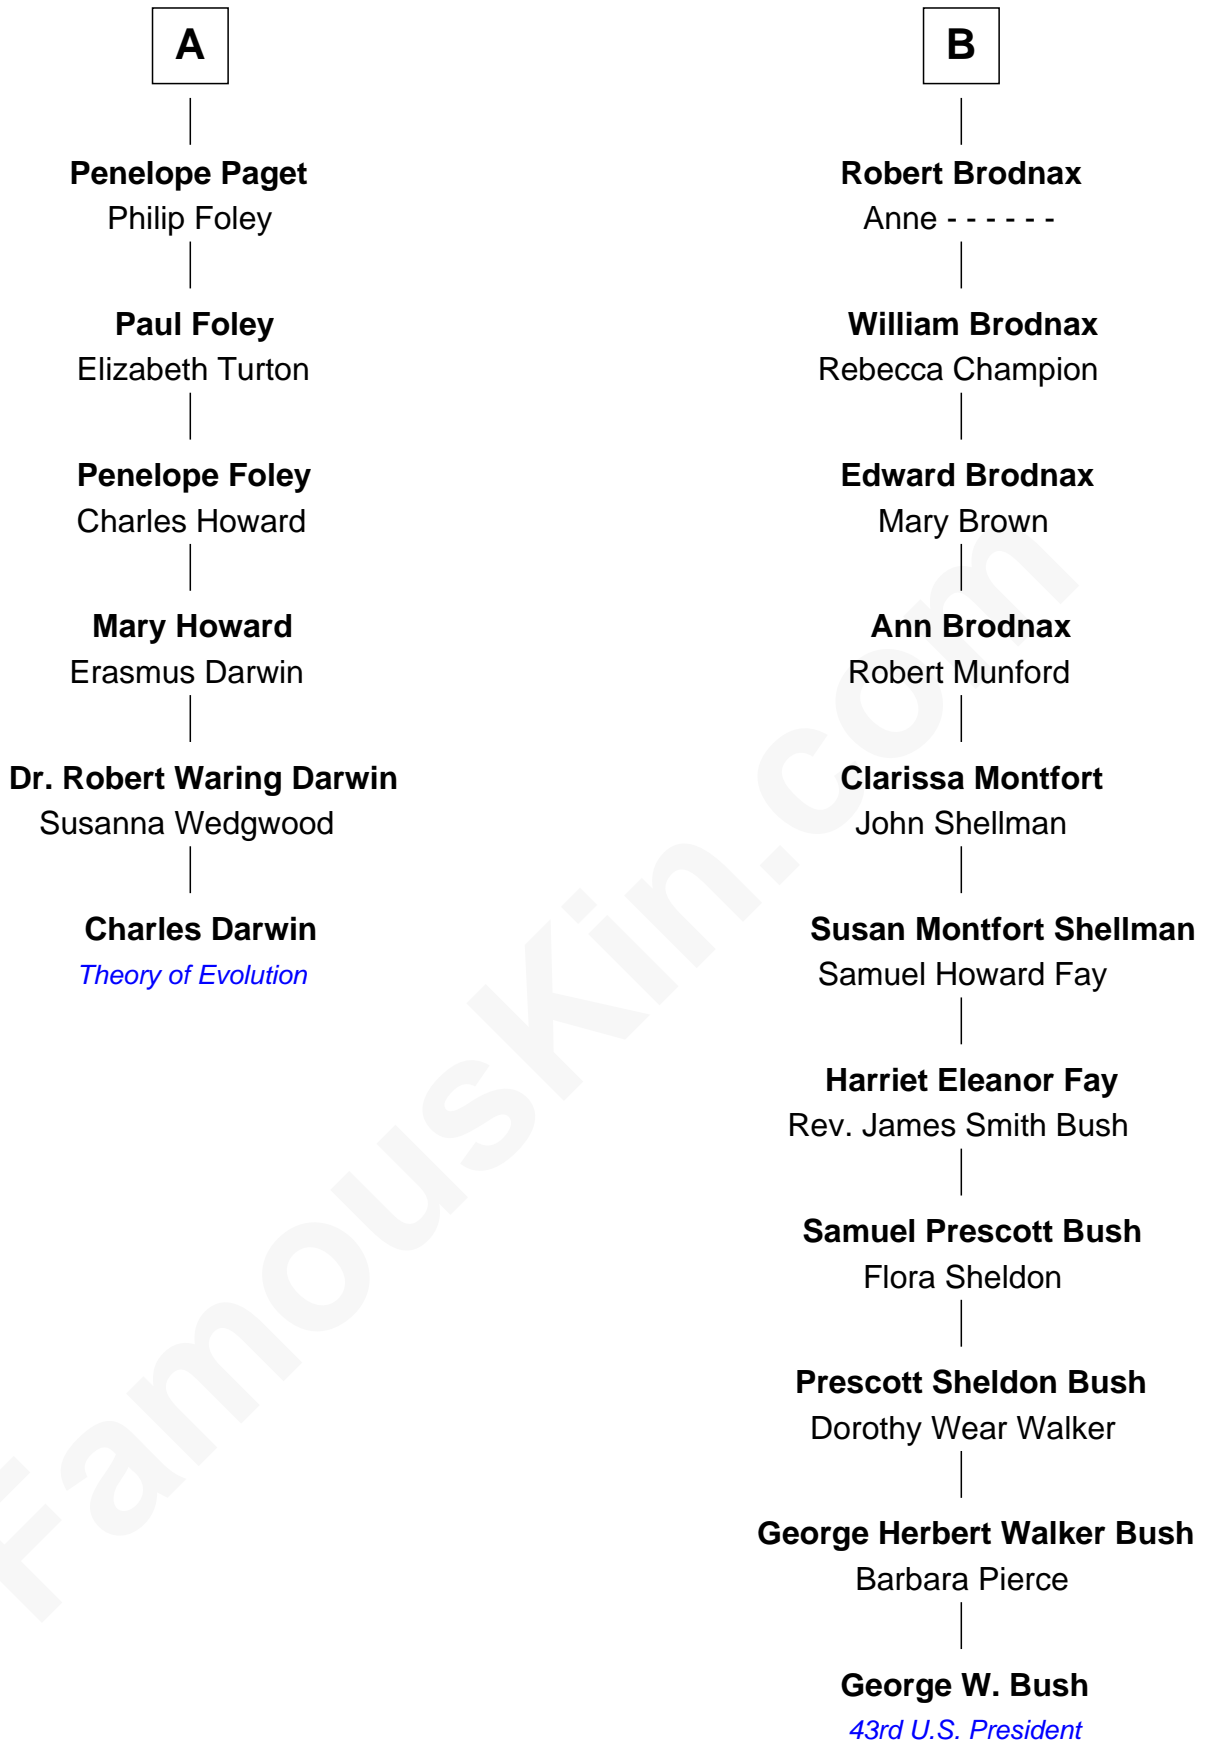 A
Penelope Paget
Philip Foley
Paul Foley
Elizabeth Turton
Penelope Foley
Charles Howard
Mary Howard
Erasmus Darwin
Dr. Robert Waring Darwin
Susanna Wedgwood
Charles Darwin
Theory of Evolution
B
Robert Brodnax
Anne - - - - - -
William Brodnax
Rebecca Champion
Edward Brodnax
Mary Brown
Ann Brodnax
Robert Munford
Clarissa Montfort
John Shellman
Susan Montfort Shellman
Samuel Howard Fay
Harriet Eleanor Fay
Rev. James Smith Bush
Samuel Prescott Bush
Flora Sheldon
Prescott Sheldon Bush
Dorothy Wear Walker
George Herbert Walker Bush
Barbara Pierce
George W. Bush
43rd U.S. President
FamousKin.com